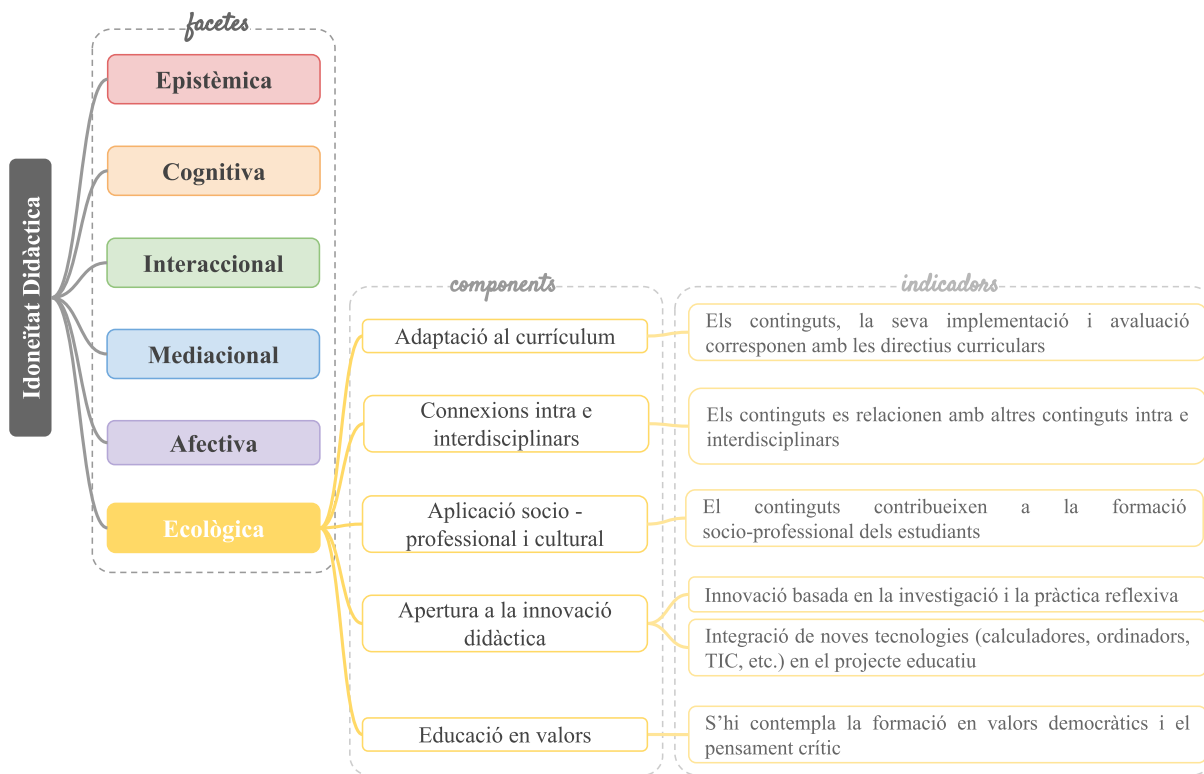 facetes
Idoneïtat Didàctica
Epistèmica
Cognitiva
Interaccional
Mediacional
Afectiva
Ecològica
components
Adaptació al currículum
Connexions intra e
interdisciplinars
Aplicació socio -
professional i cultural
Apertura a la innovació
didàctica
Educació en valors
indicadors
Els continguts, la seva implementació i avaluació
corresponen amb les directius curriculars
Els continguts es relacionen amb altres continguts intra e
interdisciplinars
El continguts contribueixen a la formació
socio-professional dels estudiants
Innovació basada en la investigació i la pràctica reflexiva
Integració de noves tecnologies (calculadores, ordinadors,
TIC, etc.) en el projecte educatiu
S’hi contempla la formació en valors democràtics i el
pensament crític